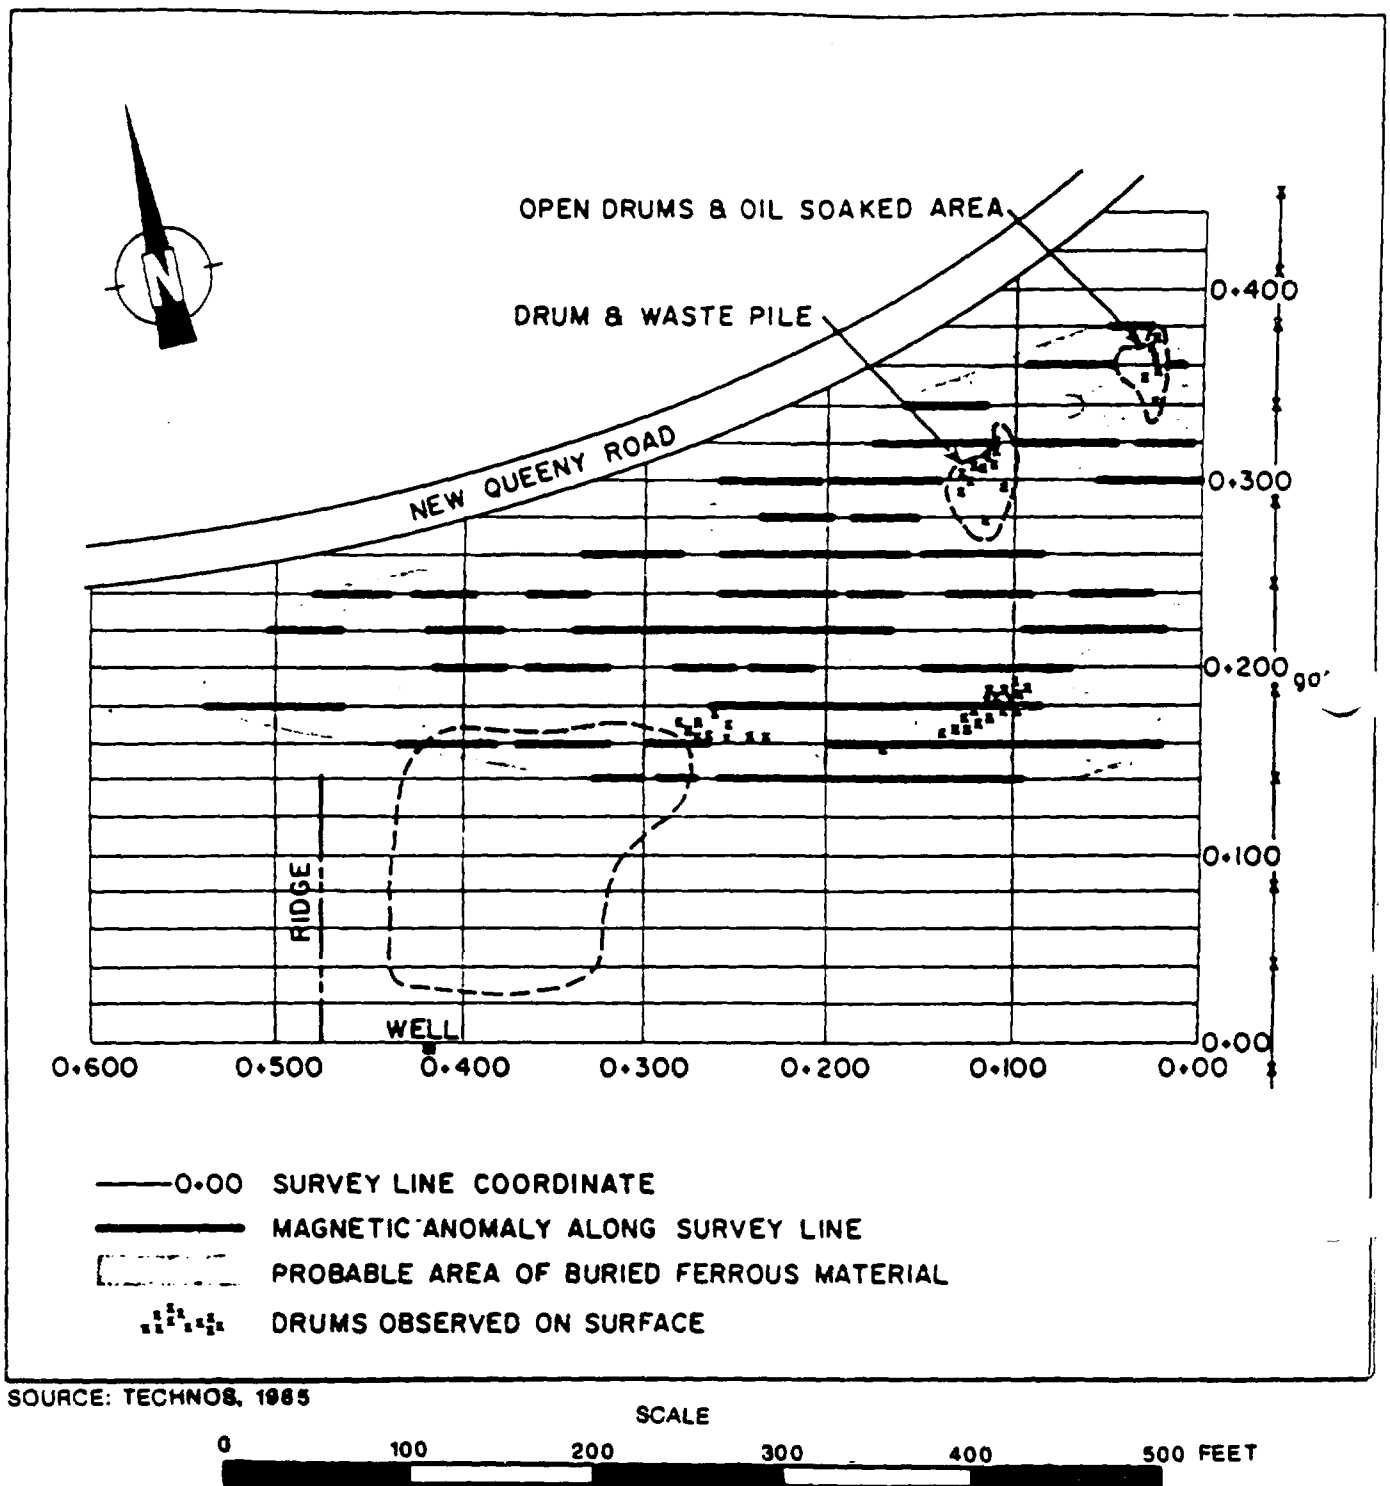 OPEN DRUMS & OIL SOAKED AREA
DRUM & WASTE PILE
N
NEW QUEENY ROAD
0+400
0+300
0+200
90'
0+100
0+00
RIDGE
WELL
0+600 0+500 0+400 0+300 0+200 0+100 0+00
0+00 SURVEY LINE COORDINATE
MAGNETIC ANOMALY ALONG SURVEY LINE
PROBABLE AREA OF BURIED FERROUS MATERIAL
DRUMS OBSERVED ON SURFACE
SOURCE: TECHNOS, 1985
SCALE
0 100 200 300 400 500 FEET